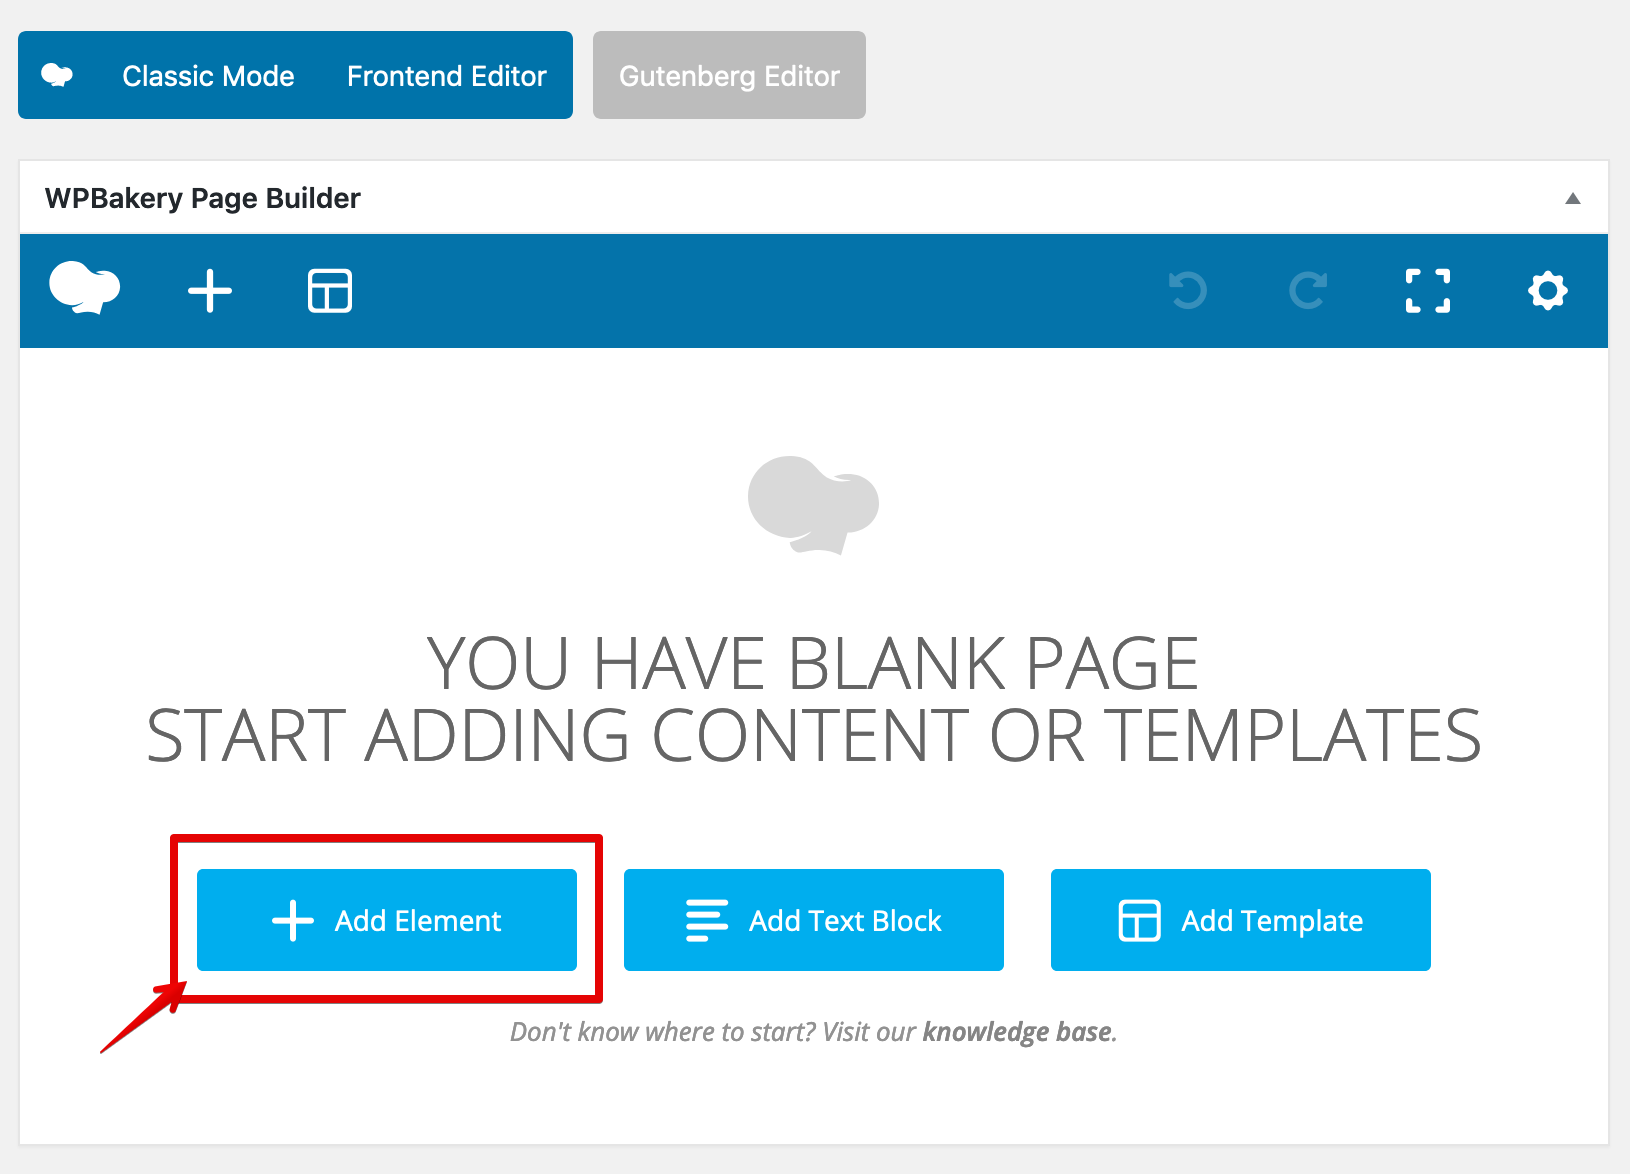 Classic Mode Frontend Editor Gutenberg Editor
WPBakery Page Builder
YOU HAVE BLANK PAGE
START ADDING CONTENT OR TEMPLATES
Add Element Add Text Block Add Template
Don't know where to start? Visit our knowledge base.